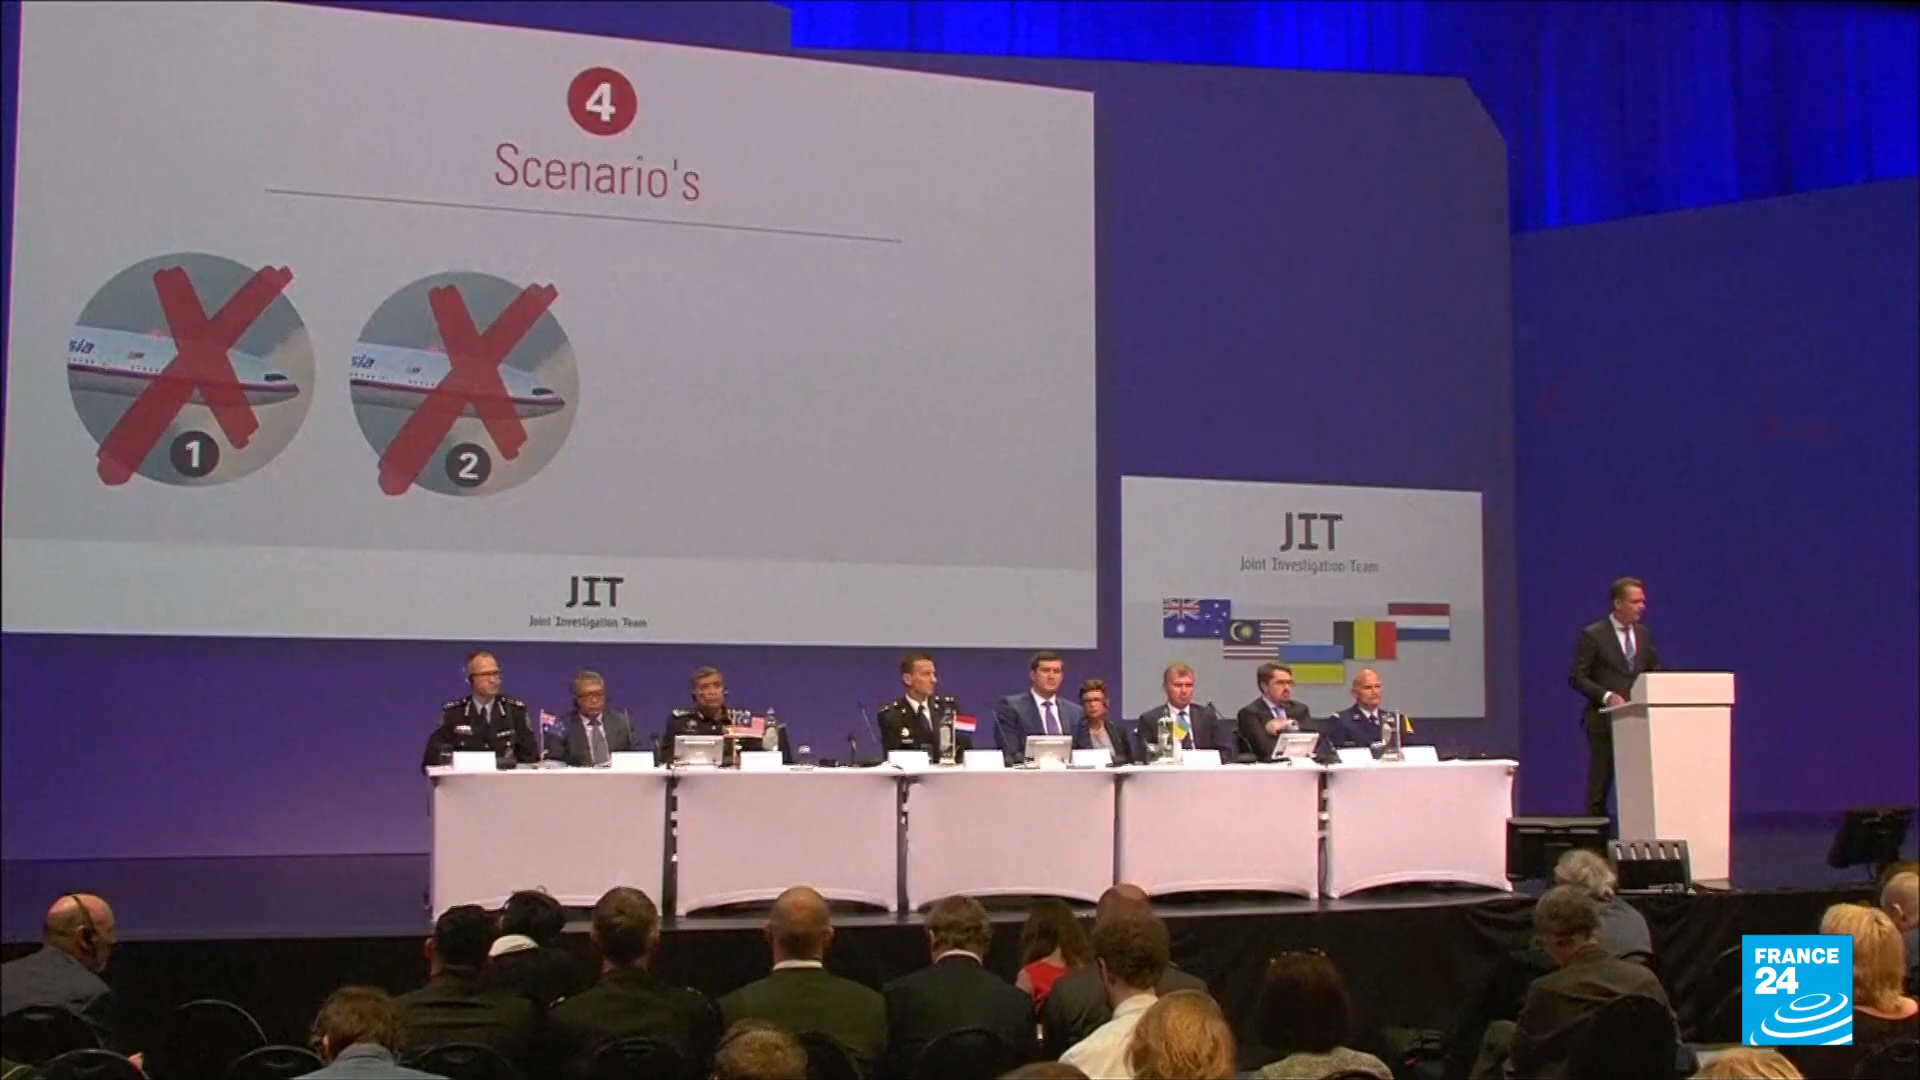 4
Scenario's
sia
sia
1
2
JIT
Joint Investigation Team
JIT
Joint Investigation Team
FRANCE
24